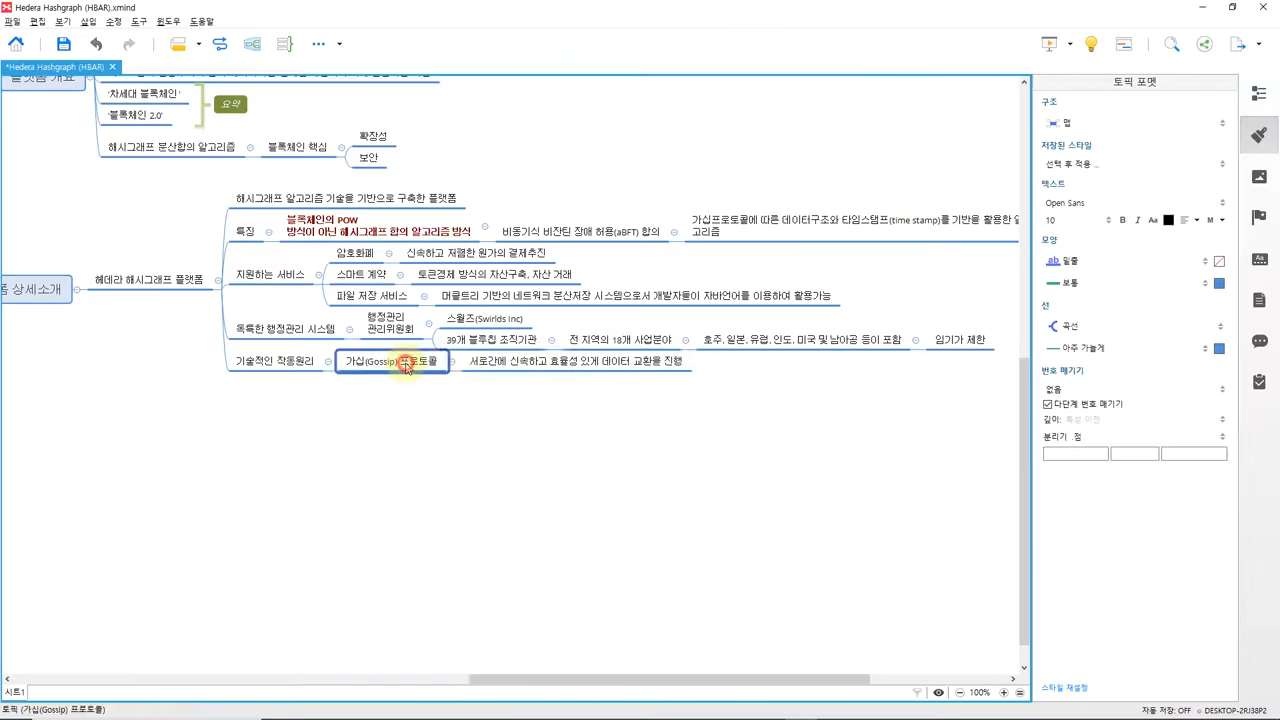 Hedera Hashgraph (HBAR).xmind
파일 편집 보기 삽입 수정 도구 윈도우 도움말
*Hedera Hashgraph (HBAR)
플랫폼 개요
'차세대 블록체인 '
'블록체인 2.0'
요약
해시그래프 분산합의 알고리즘
블록체인 핵심
확장성
보안
폼 상세소개
헤데라 해시그래프 플랫폼
해시그래프 알고리즘 기술을 기반으로 구축한 플랫폼
특징
블록체인의 POW
방식이 아닌 해시그래프 합의 알고리즘 방식
비동기식 비잔틴 장애 허용(aBFT) 합의
가십프로토콜에 따른 데이터구조와 타임스탬프(time stamp)를 기반을 활용한
고리즘
지원하는 서비스
암호화폐
신속하고 저렴한 원가의 결제추진
스마트 계약
토큰경제 방식의 자산구축, 자산 거래
파일 저장 서비스
머클트리 기반의 네트워크 분산저장 시스템으로서 개발자들이 자바언어를 이용하여 활용가능
독특한 행정관리 시스템
행정관리
관리위원회
스월즈(Swirlds Inc)
39개 블루칩 조직기관
전 지역의 18개 사업분야
호주, 일본, 유럽, 인도, 미국 및 남아공 등이 포함
임기가 제한
기술적인 작동원리
가십(Gossip) 프로토콜
서로간에 신속하고 효율성 있게 데이터 교환을 진행
토픽 포멧
구조
맵
저장된 스타일
선택 후 적용 ...
텍스트
Open Sans
10
B I Aa M
모양
밑줄
보통
선
곡선
아주 가늘게
번호 매기기
없음
다단계 번호 매기기
깊이: 특성 이전
분리기 .점
스타일 재설정
시트1
100%
토픽 (가십(Gossip) 프로토콜)
자동 저장: OFF
DESKTOP-2RJ38P2